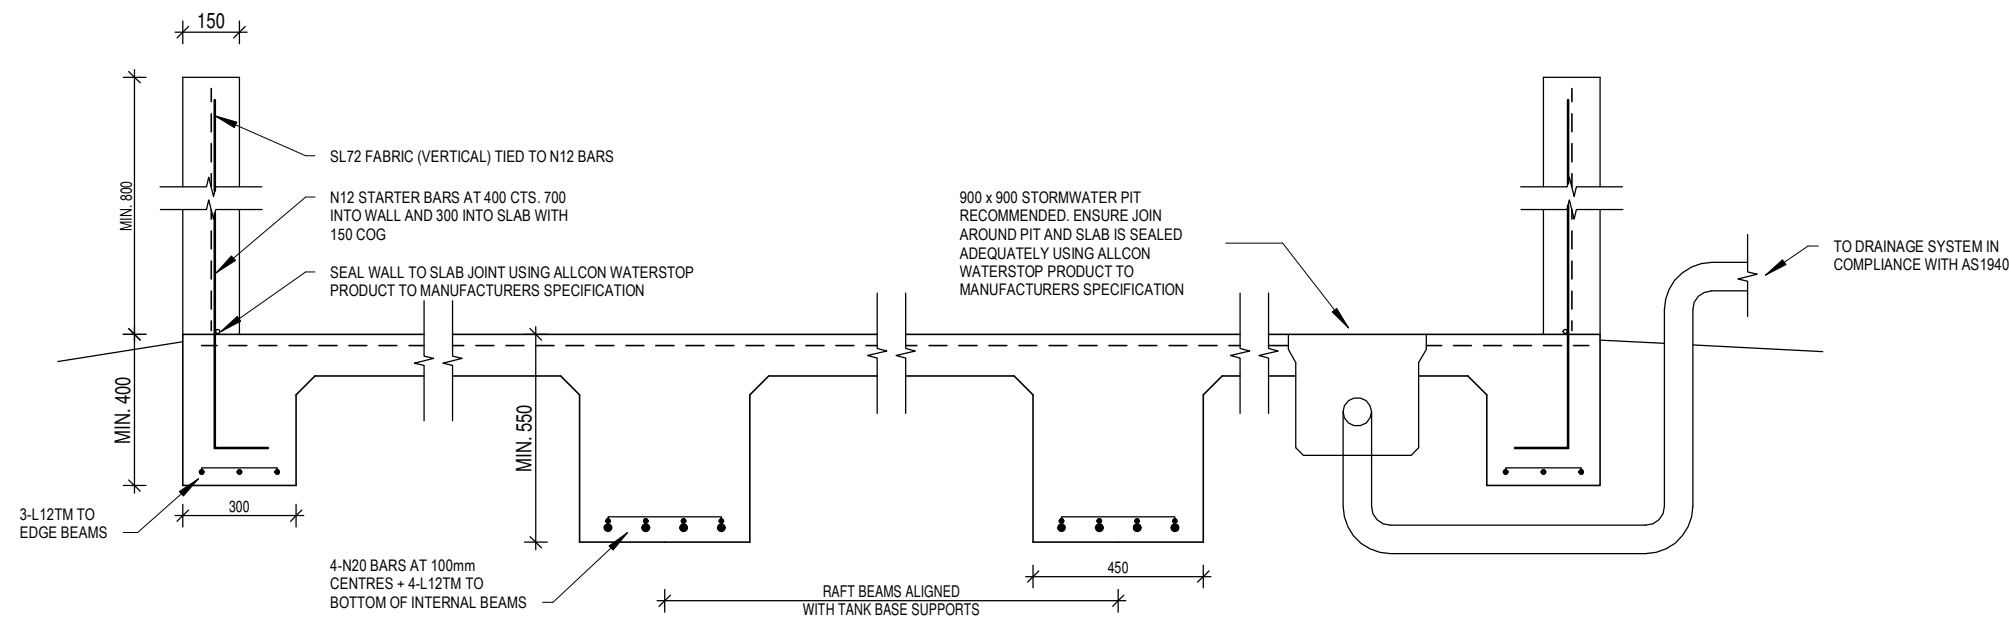 150
MIN. 800
SL72 FABRIC (VERTICAL) TIED TO N12 BARS
N12 STARTER BARS AT 400 CTS. 700
INTO WALL AND 300 INTO SLAB WITH
150 COG
SEAL WALL TO SLAB JOINT USING ALLCON WATERSTOP
PRODUCT TO MANUFACTURERS SPECIFICATION
900 x 900 STORMWATER PIT
RECOMMENDED. ENSURE JOIN
AROUND PIT AND SLAB IS SEALED
ADEQUATELY USING ALLCON
WATERSTOP PRODUCT TO
MANUFACTURERS SPECIFICATION
TO DRAINAGE SYSTEM IN
COMPLIANCE WITH AS1940
MIN. 400
MIN. 550
300
3-L12TM TO
EDGE BEAMS
4-N20 BARS AT 100mm
CENTRES + 4-L12TM TO
BOTTOM OF INTERNAL BEAMS
RAFT BEAMS ALIGNED
WITH TANK BASE SUPPORTS
450